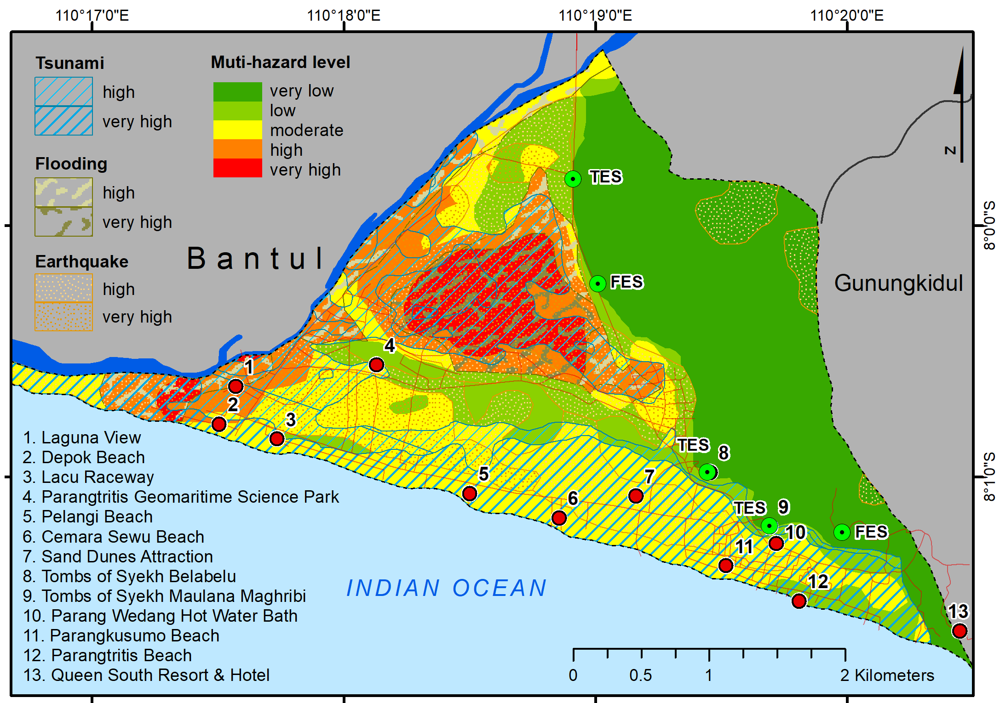 110°17'0"E 110°18'0"E 110°19'0"E 110°20'0"E
Tsunami
high
very high
Flooding
high
very high
Earthquake
high
very high
Muti-hazard level
very low
low
moderate
high
very high
Bantul
Gunungkidul
INDIAN OCEAN
Z
8°0'0"S
8°1'0"S
TES
FES
TES
TES
FES
1
2
3
4
5
6
7
8
9
10
11
12
13
1. Laguna View
2. Depok Beach
3. Lacu Raceway
4. Parangtritis Geomaritime Science Park
5. Pelangi Beach
6. Cemara Sewu Beach
7. Sand Dunes Attraction
8. Tombs of Syekh Belabelu
9. Tombs of Syekh Maulana Maghribi
10. Parang Wedang Hot Water Bath
11. Parangkusumo Beach
12. Parangtritis Beach
13. Queen South Resort & Hotel
0 0.5 1 2 Kilometers